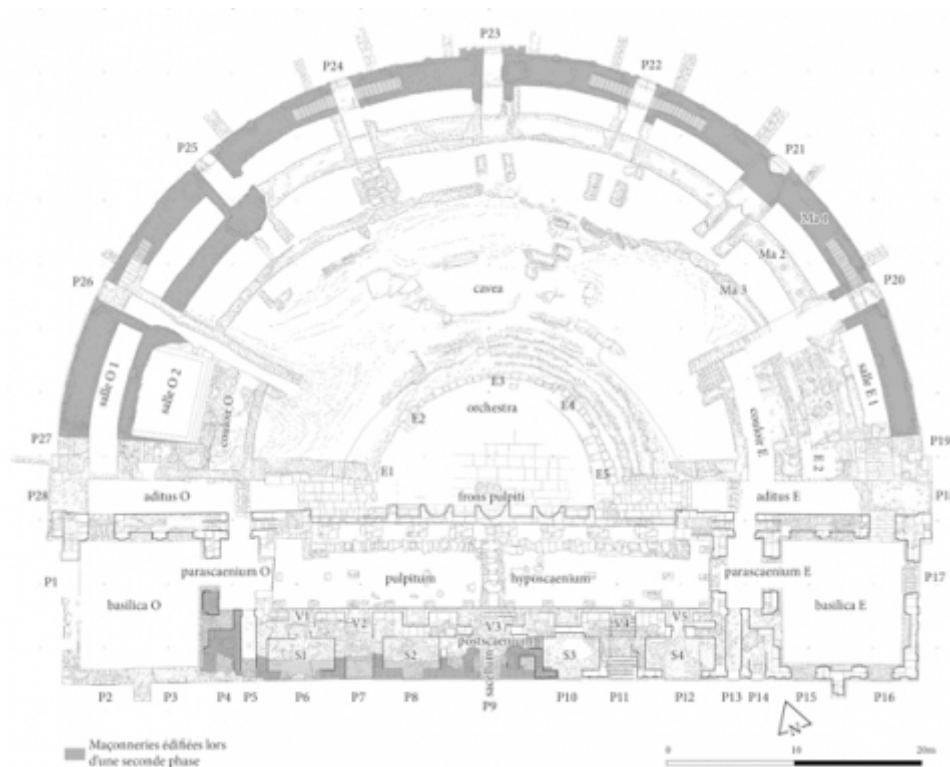 P23
P24
P22
P25
P21
Ma 1
Ma 2
P26
cavea
Ma 3
P20
salle O 1
salle O 2
couloir O
E3
E2
orchestra
E4
couloir E
salle E 1
E 2
P27
E1
E5
P19
P28
aditus O
frons pulpiti
aditus E
P1
parascaenium O
pulpitum
hyposcaenium
parascaenium E
P17
basilica O
basilica E
V1
V2
V3
V4
V5
postscaenium
S1
S2
S3
S4
sacellum
P2
P3
P4
P5
P6
P7
P8
P9
P10
P11
P12
P13
P14
P15
P16
N
Maçonneries édifiées lors
d'une seconde phase
0
10
20m